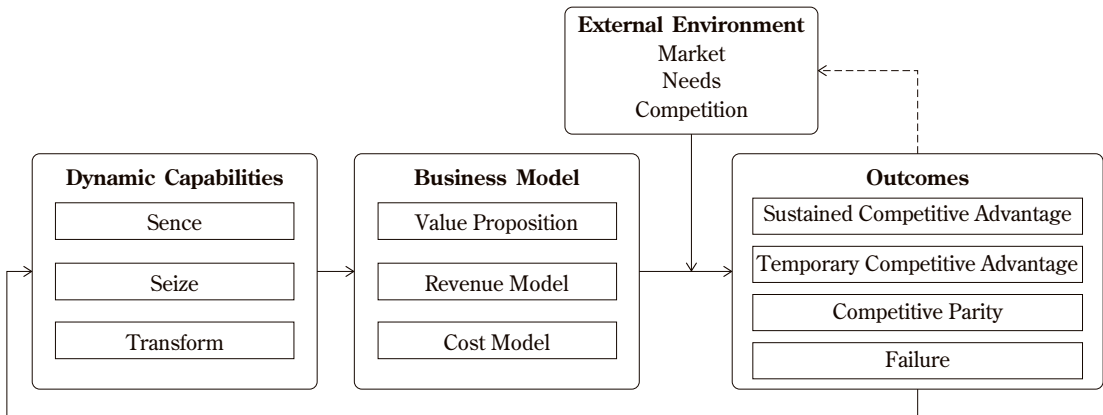 External Environment
Market
Needs
Competition
Dynamic Capabilities
Sence
Seize
Transform
Business Model
Value Proposition
Revenue Model
Cost Model
Outcomes
Sustained Competitive Advantage
Temporary Competitive Advantage
Competitive Parity
Failure